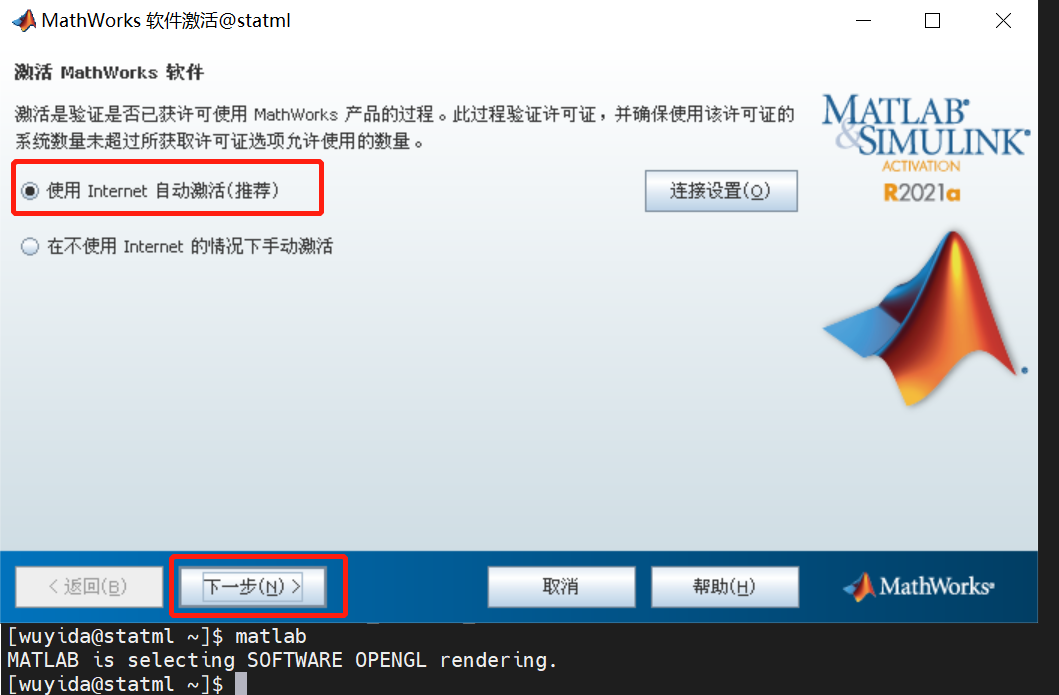 MathWorks 软件激活@statml
激活 MathWorks 软件
激活是验证是否已获许可使用 MathWorks 产品的过程。此过程验证许可证，并确保使用该许可证的
系统数量未超过所获取许可证选项允许使用的数量。
使用 Internet 自动激活(推荐)
连接设置(O)
在不使用 Internet 的情况下手动激活
MATLAB®
&SIMULINK®
ACTIVATION
R2021a
< 返回(B)
下一步(N) >
取消
帮助(H)
MathWorks®
[wuyida@statml ~]$ matlab
MATLAB is selecting SOFTWARE OPENGL rendering.
[wuyida@statml ~]$